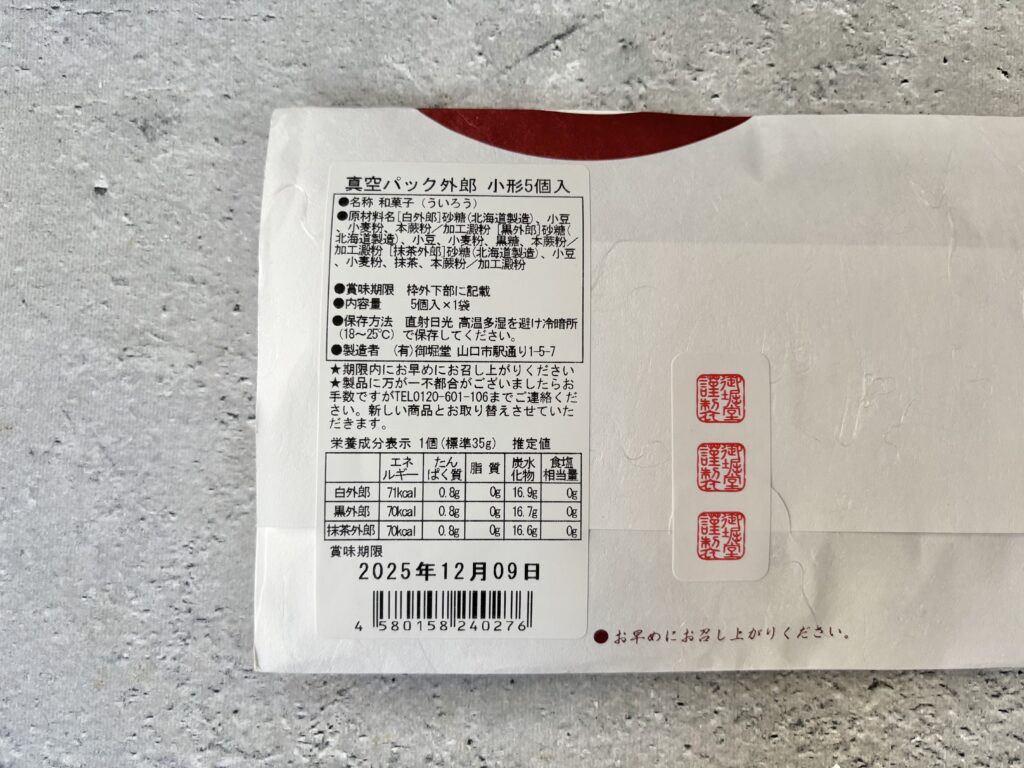 真空パック外郎 小形5個入
●名称 和菓子（ういろう）
●原材料名[白外郎]砂糖(北海道製造)、小豆
、小麦粉、本蕨粉／加工澱粉 [黒外郎]砂糖(
北海道製造)、小豆、小麦粉、黒糖、本蕨粉／
加工澱粉 [抹茶外郎]砂糖(北海道製造)、小豆
、小麦粉、抹茶、本蕨粉／加工澱粉
●賞味期限 枠外下部に記載
●内容量 5個入×1袋
●保存方法 直射日光 高温多湿を避け冷暗所
(18～25℃) で保存してください。
●製造者 (有)御堀堂 山口市駅通り1-5-7
★期限内にお早めにお召し上がりください
★製品に万が一不都合がございましたらお
手数ですがTEL0120-601-106までご連絡くだ
さい。新しい商品とお取り替えさせていた
だきます。
栄養成分表示 1個(標準35g) 推定値
エネルギー たんぱく質 脂質 炭水化物 食塩相当量
白外郎 71kcal 0.8g 0g 16.9g 0g
黒外郎 70kcal 0.8g 0g 16.7g 0g
抹茶外郎 70kcal 0.8g 0g 16.6g 0g
賞味期限
2025年12月09日
4 580158 240276
御堀堂謹製
御堀堂謹製
御堀堂謹製
●お早めにお召し上がりください。